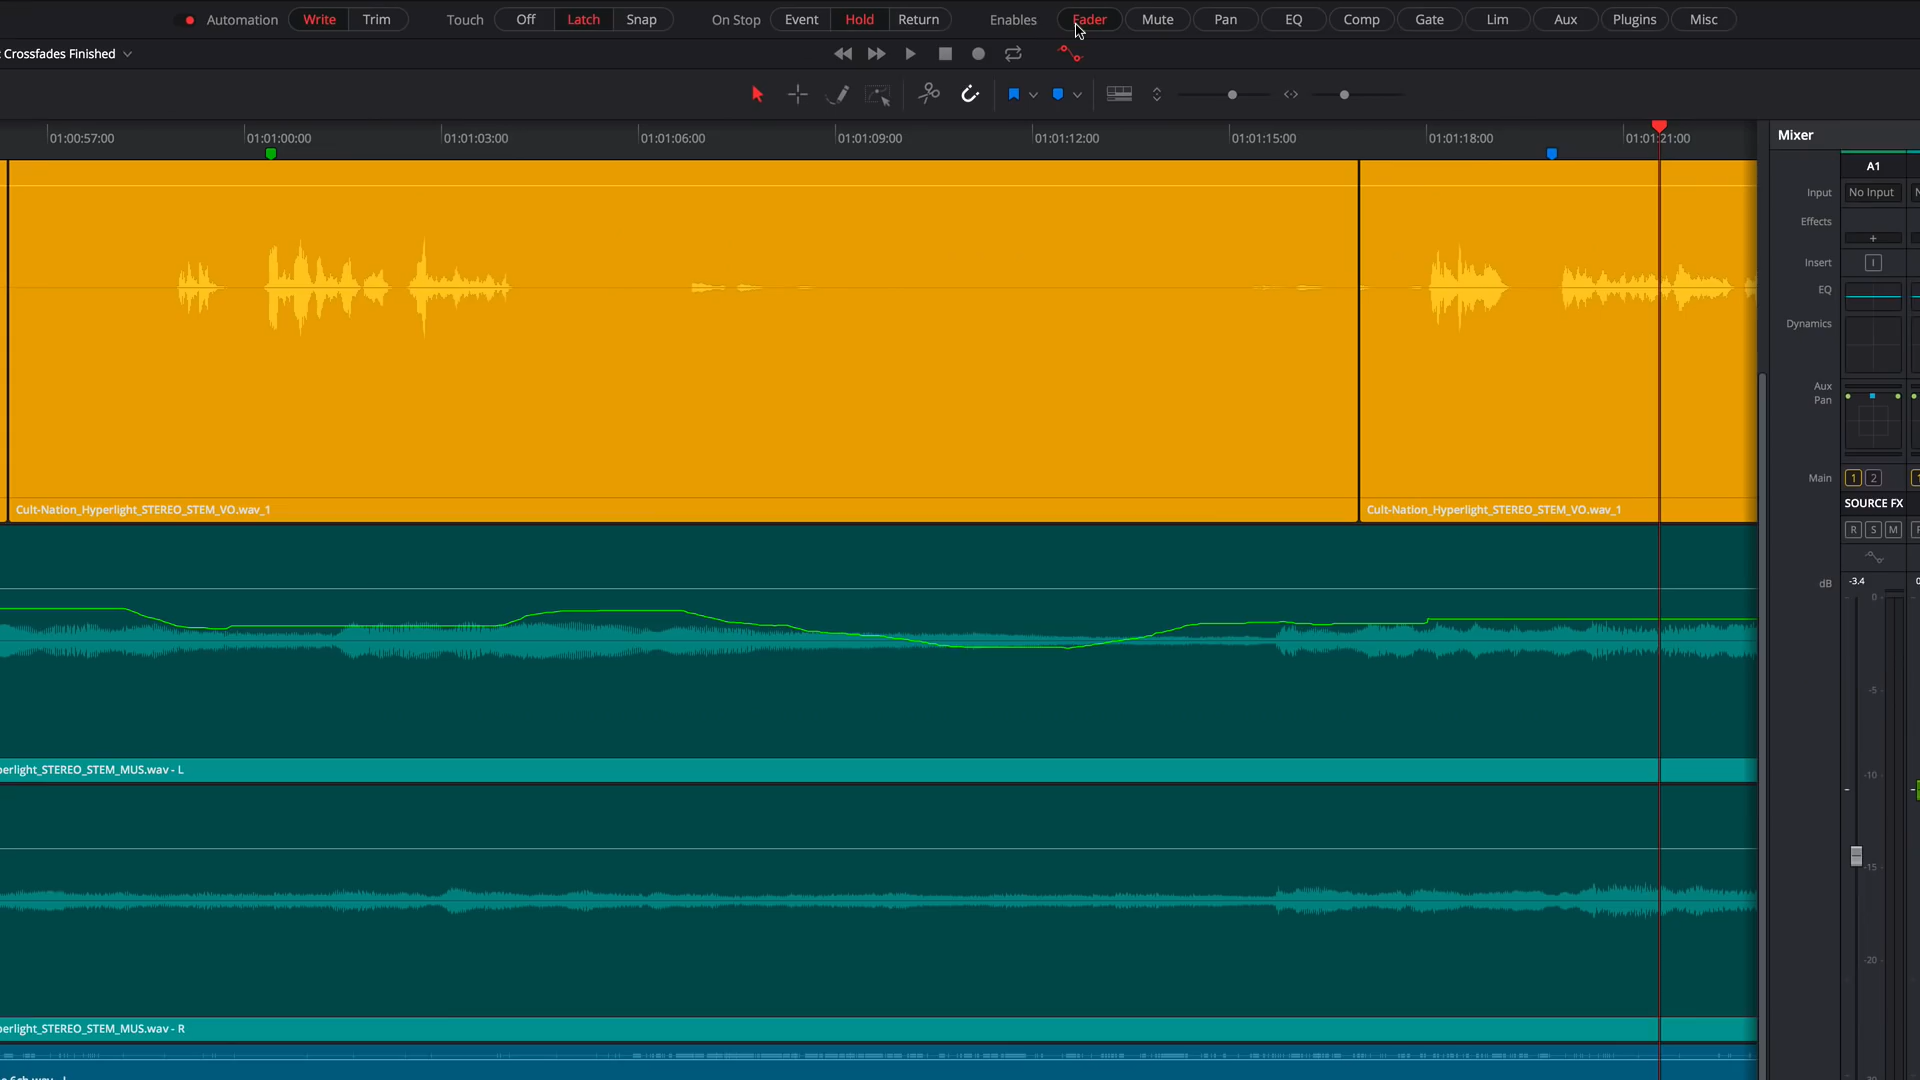 Automation Write Trim Touch Off Latch Snap On Stop Event Hold Return Enables Fader Mute Pan EQ Comp Gate Lim Aux Plugins Misc
Crossfades Finished
01:00:57:00 01:01:00:00 01:01:03:00 01:01:06:00 01:01:09:00 01:01:12:00 01:01:15:00 01:01:18:00 01:01:21:00
Mixer
A1
Input No Input
Effects +
Insert I
EQ
Dynamics
Aux
Pan
Main 1 2
SOURCE FX
R S M
dB -3.4
0
-5
-10
-15
-20
Cult-Nation_Hyperlight_STEREO_STEM_VO.wav_1 Cult-Nation_Hyperlight_STEREO_STEM_VO.wav_1
perlight_STEREO_STEM_MUS.wav - L
perlight_STEREO_STEM_MUS.wav - R